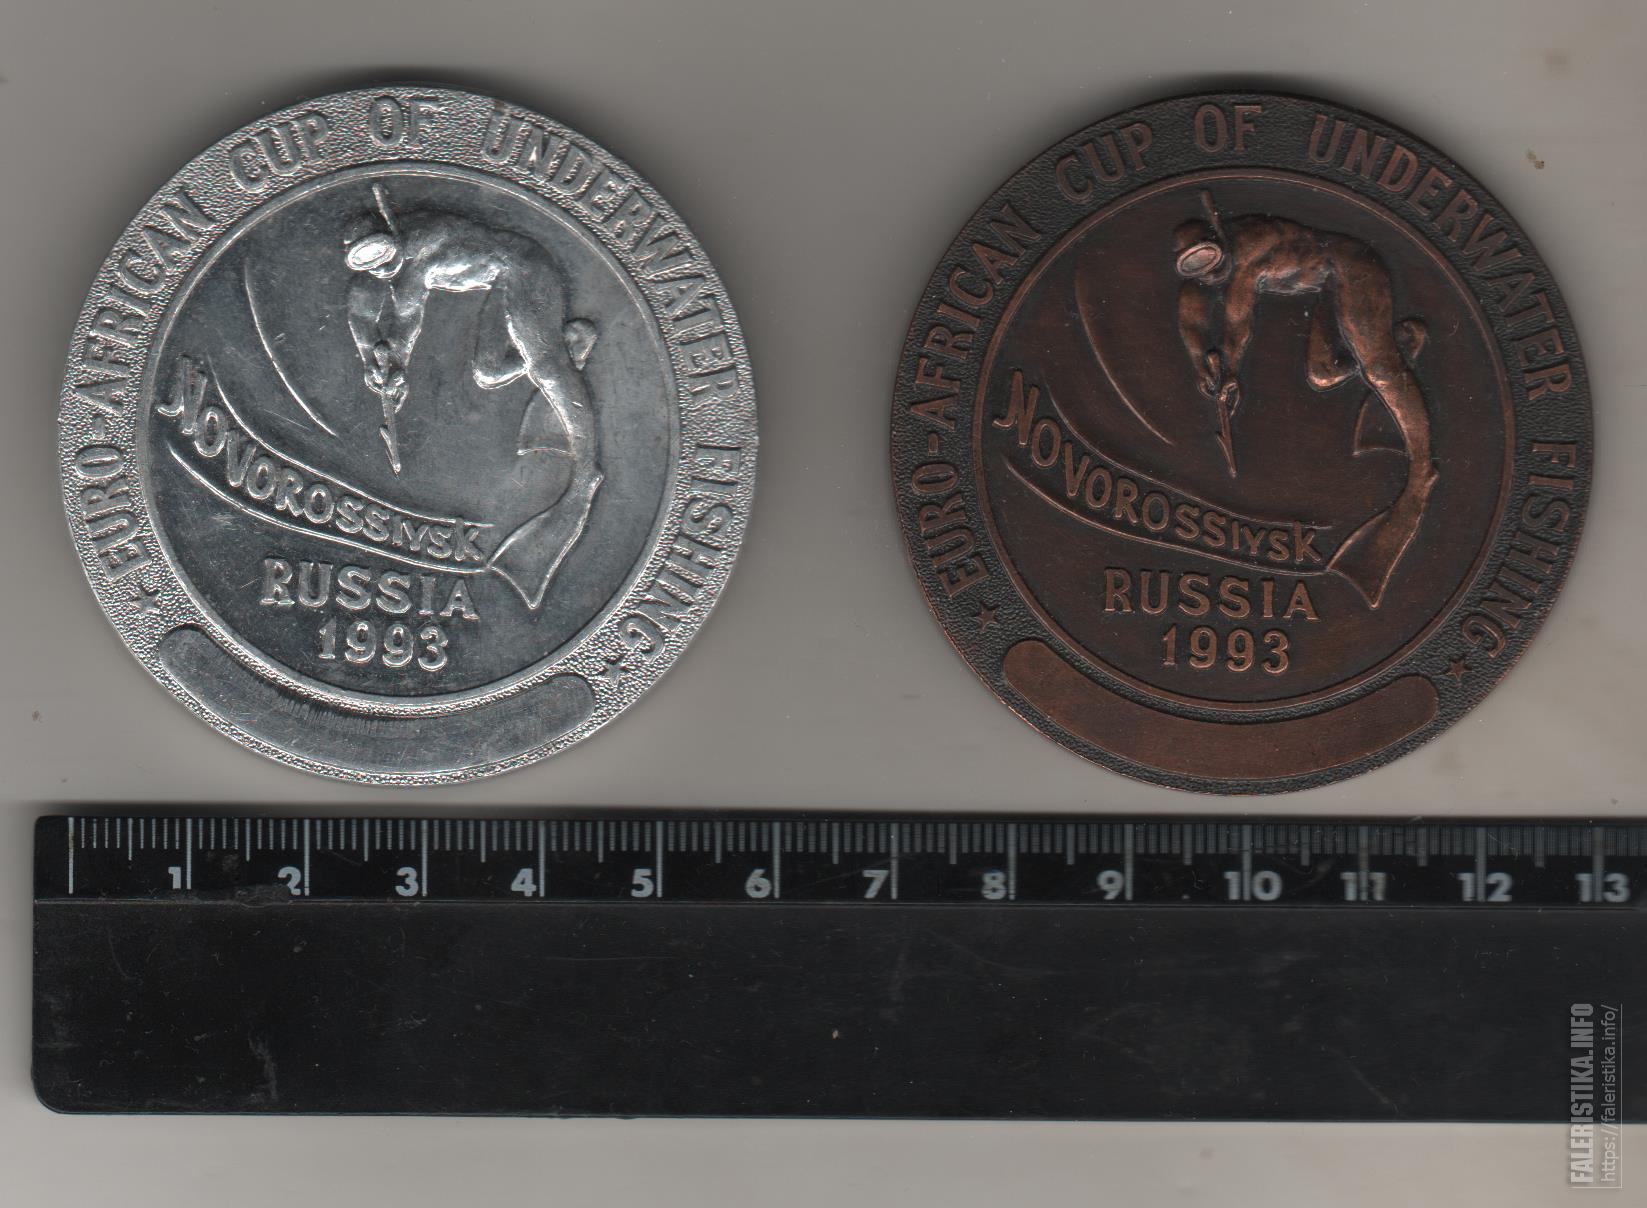 EURO-AFRICAN CUP OF UNDERWATER FISHING
NOVOROSSIYSK
RUSSIA
1993
EURO-AFRICAN CUP OF UNDERWATER FISHING
NOVOROSSIYSK
RUSSIA
1993
1 2 3 4 5 6 7 8 9 10 11 12 13
FALERISTIKA.INFO
https://faleristika.info/